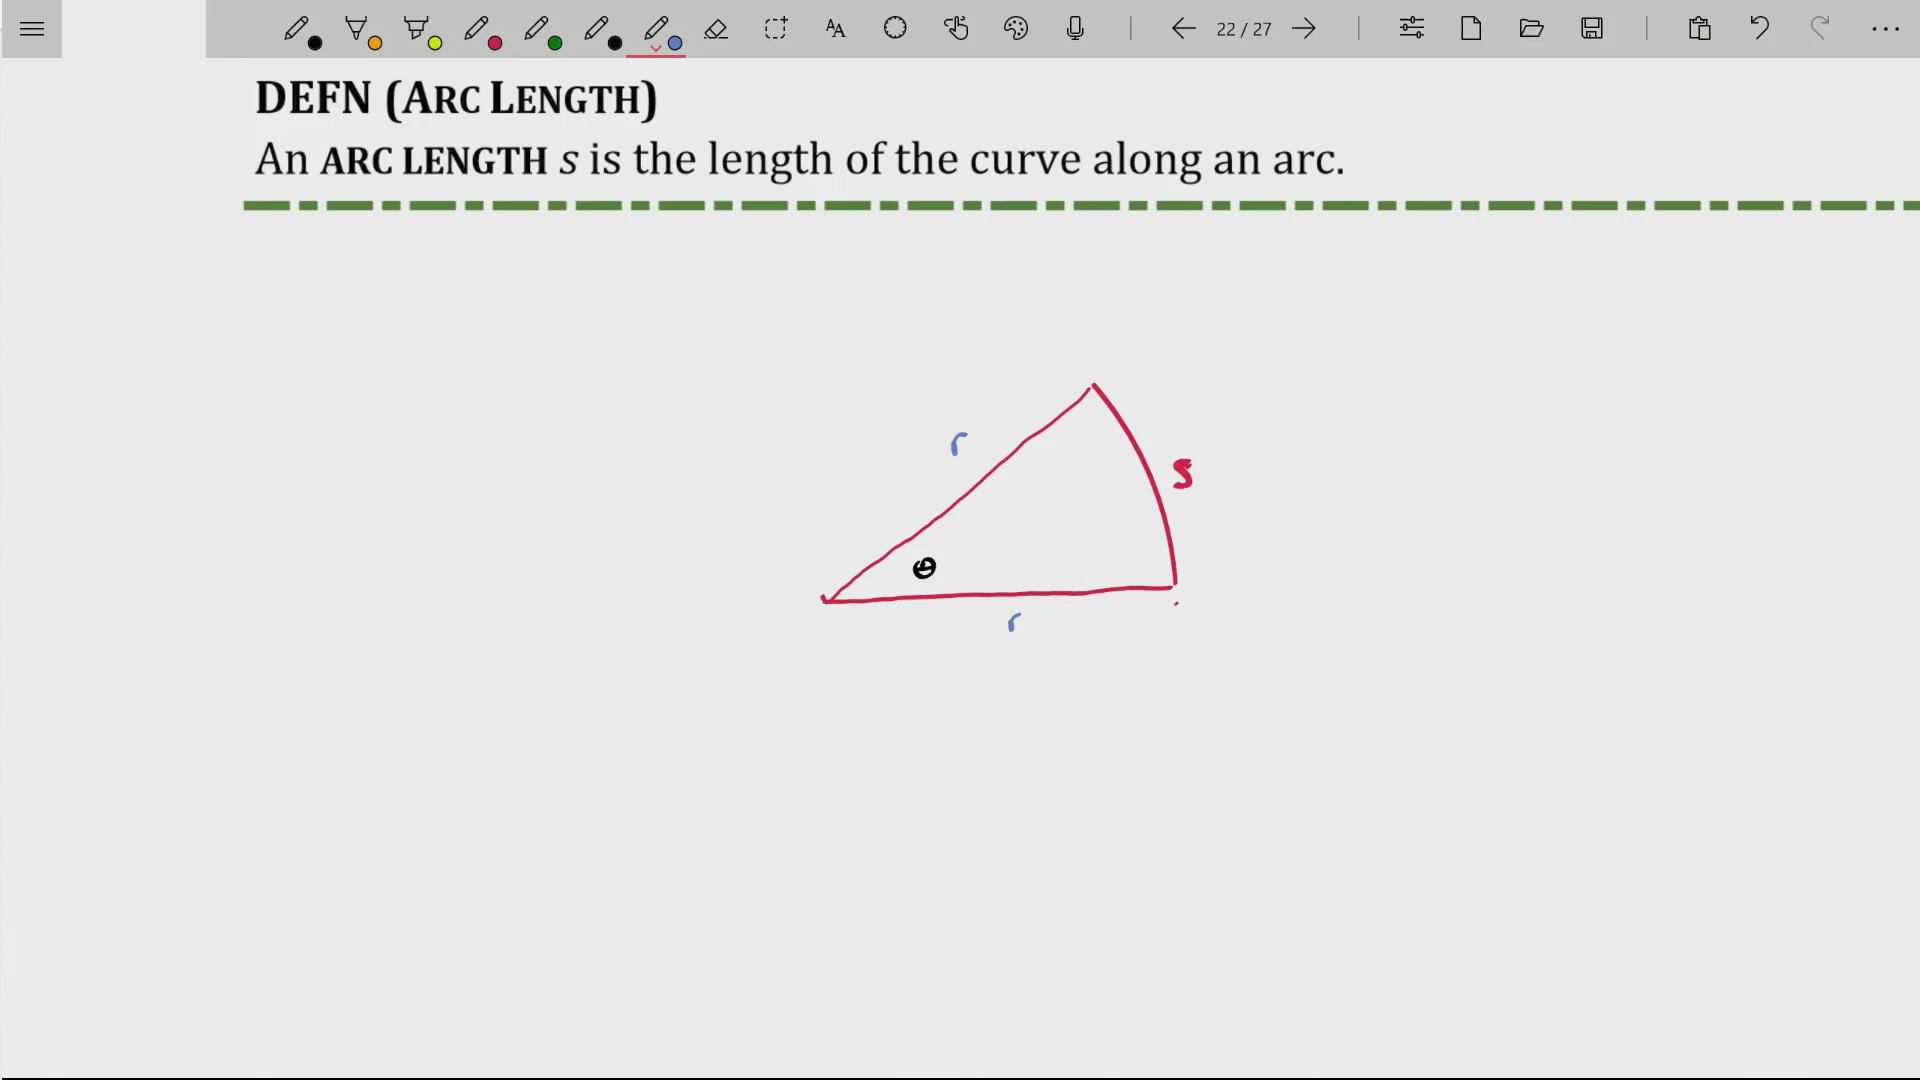 22 / 27
DEFN (ARC LENGTH)
An ARC LENGTH s is the length of the curve along an arc.
r
s
θ
r